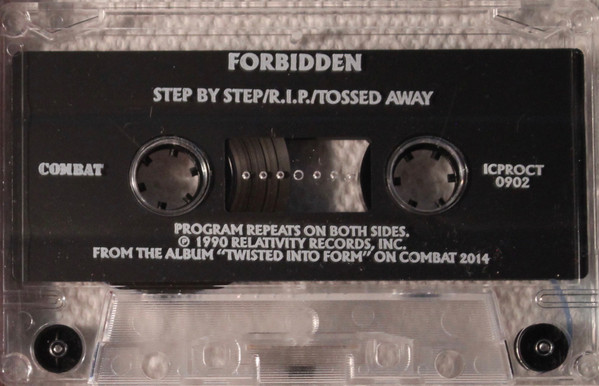 FORBIDDEN
STEP BY STEP/R.I.P./TOSSED AWAY
COMBAT
ICPROCT
0902
PROGRAM REPEATS ON BOTH SIDES.
℗ 1990 RELATIVITY RECORDS, INC.
FROM THE ALBUM "TWISTED INTO FORM" ON COMBAT 2014